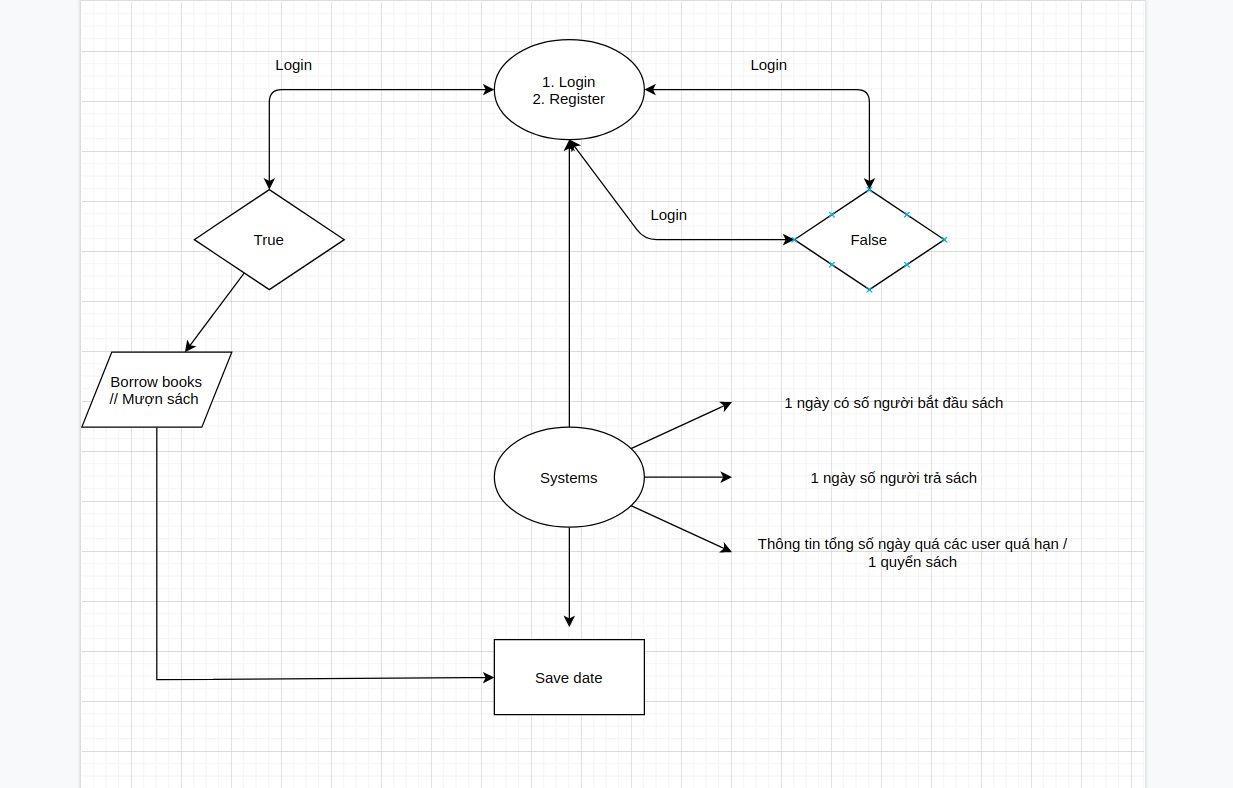 Login
Login
1. Login
2. Register
Login
True
False
Borrow books
// Mượn sách
1 ngày có số người bắt đầu sách
Systems
1 ngày số người trả sách
Thông tin tổng số ngày quá các user quá hạn /
1 quyển sách
Save date